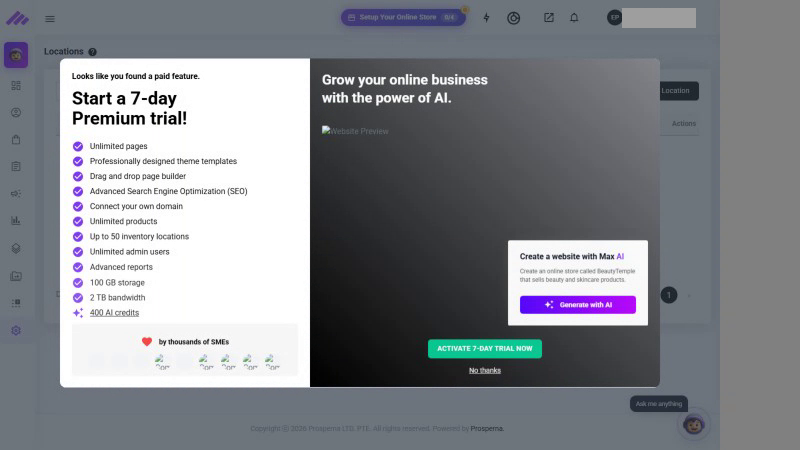 Setup Your Online Store
EP
Locations
Location
Actions
Looks like you found a paid feature.
Start a 7-day
Premium trial!
Unlimited pages
Professionally designed theme templates
Drag and drop page builder
Advanced Search Engine Optimization (SEO)
Connect your own domain
Unlimited products
Up to 50 inventory locations
Unlimited admin users
Advanced reports
100 GB storage
2 TB bandwidth
400 AI credits
by thousands of SMEs
Grow your online business
with the power of AI.
Website Preview
Create a website with Max AI
Create an online store called BeautyTemple
that sells beauty and skincare products.
Generate with AI
ACTIVATE 7-DAY TRIAL NOW
No thanks
1
Ask me anything
Copyright © 2026 Prosperna LTD. PTE. All rights reserved. Powered by Prosperna.